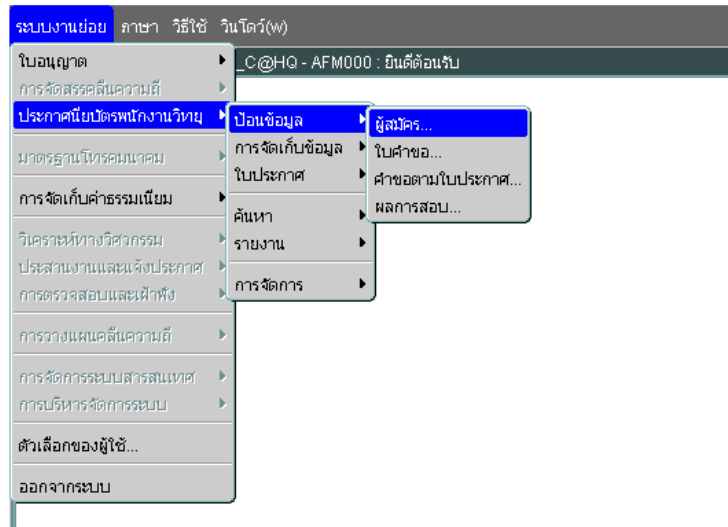 ระบบงานย่อย ภาษา วิธีใช้ วินโดว์(w)
_C@HQ - AFM000 : ยินดีต้อนรับ
ใบอนุญาต
การจัดสรรคลื่นความถี่
ประกาศนียบัตรพนักงานวิทยุ
มาตรฐานโทรคมนาคม
การจัดเก็บค่าธรรมเนียม
วิเคราะห์ทางวิศวกรรม
ประสานงานและแจ้งประกาศ
การตรวจสอบและเฝ้าฟัง
การวางแผนคลื่นความถี่
การจัดการระบบสารสนเทศ
การบริหารจัดการระบบ
ตัวเลือกของผู้ใช้...
ออกจากระบบ
ป้อนข้อมูล
การจัดเก็บข้อมูล
ใบประกาศ
ค้นหา
รายงาน
การจัดการ
ผู้สมัคร...
ใบคำขอ...
คำขอตามใบประกาศ...
ผลการสอบ...